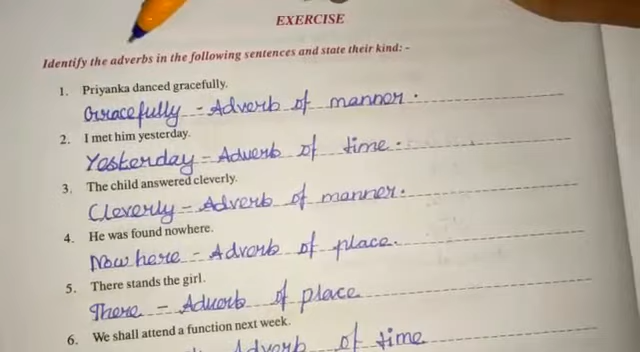 EXERCISE
Identify the adverbs in the following sentences and state their kind: -
1. Priyanka danced gracefully.
Gracefully - Adverb of manner.
2. I met him yesterday.
Yesterday - Adverb of time.
3. The child answered cleverly.
Cleverly - Adverb of manner.
4. He was found nowhere.
Nowhere - Adverb of place.
5. There stands the girl.
There - Adverb of place
6. We shall attend a function next week.
Adverb of time